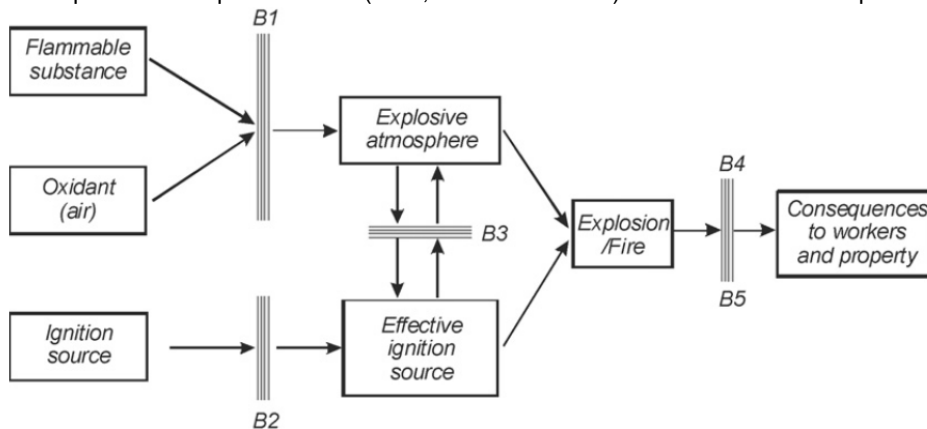 B1
Flammable
substance
Explosive
atmosphere
Oxidant
(air)
B3
B4
Explosion
/Fire
Consequences
to workers
and property
B5
Ignition
source
Effective
ignition
source
B2